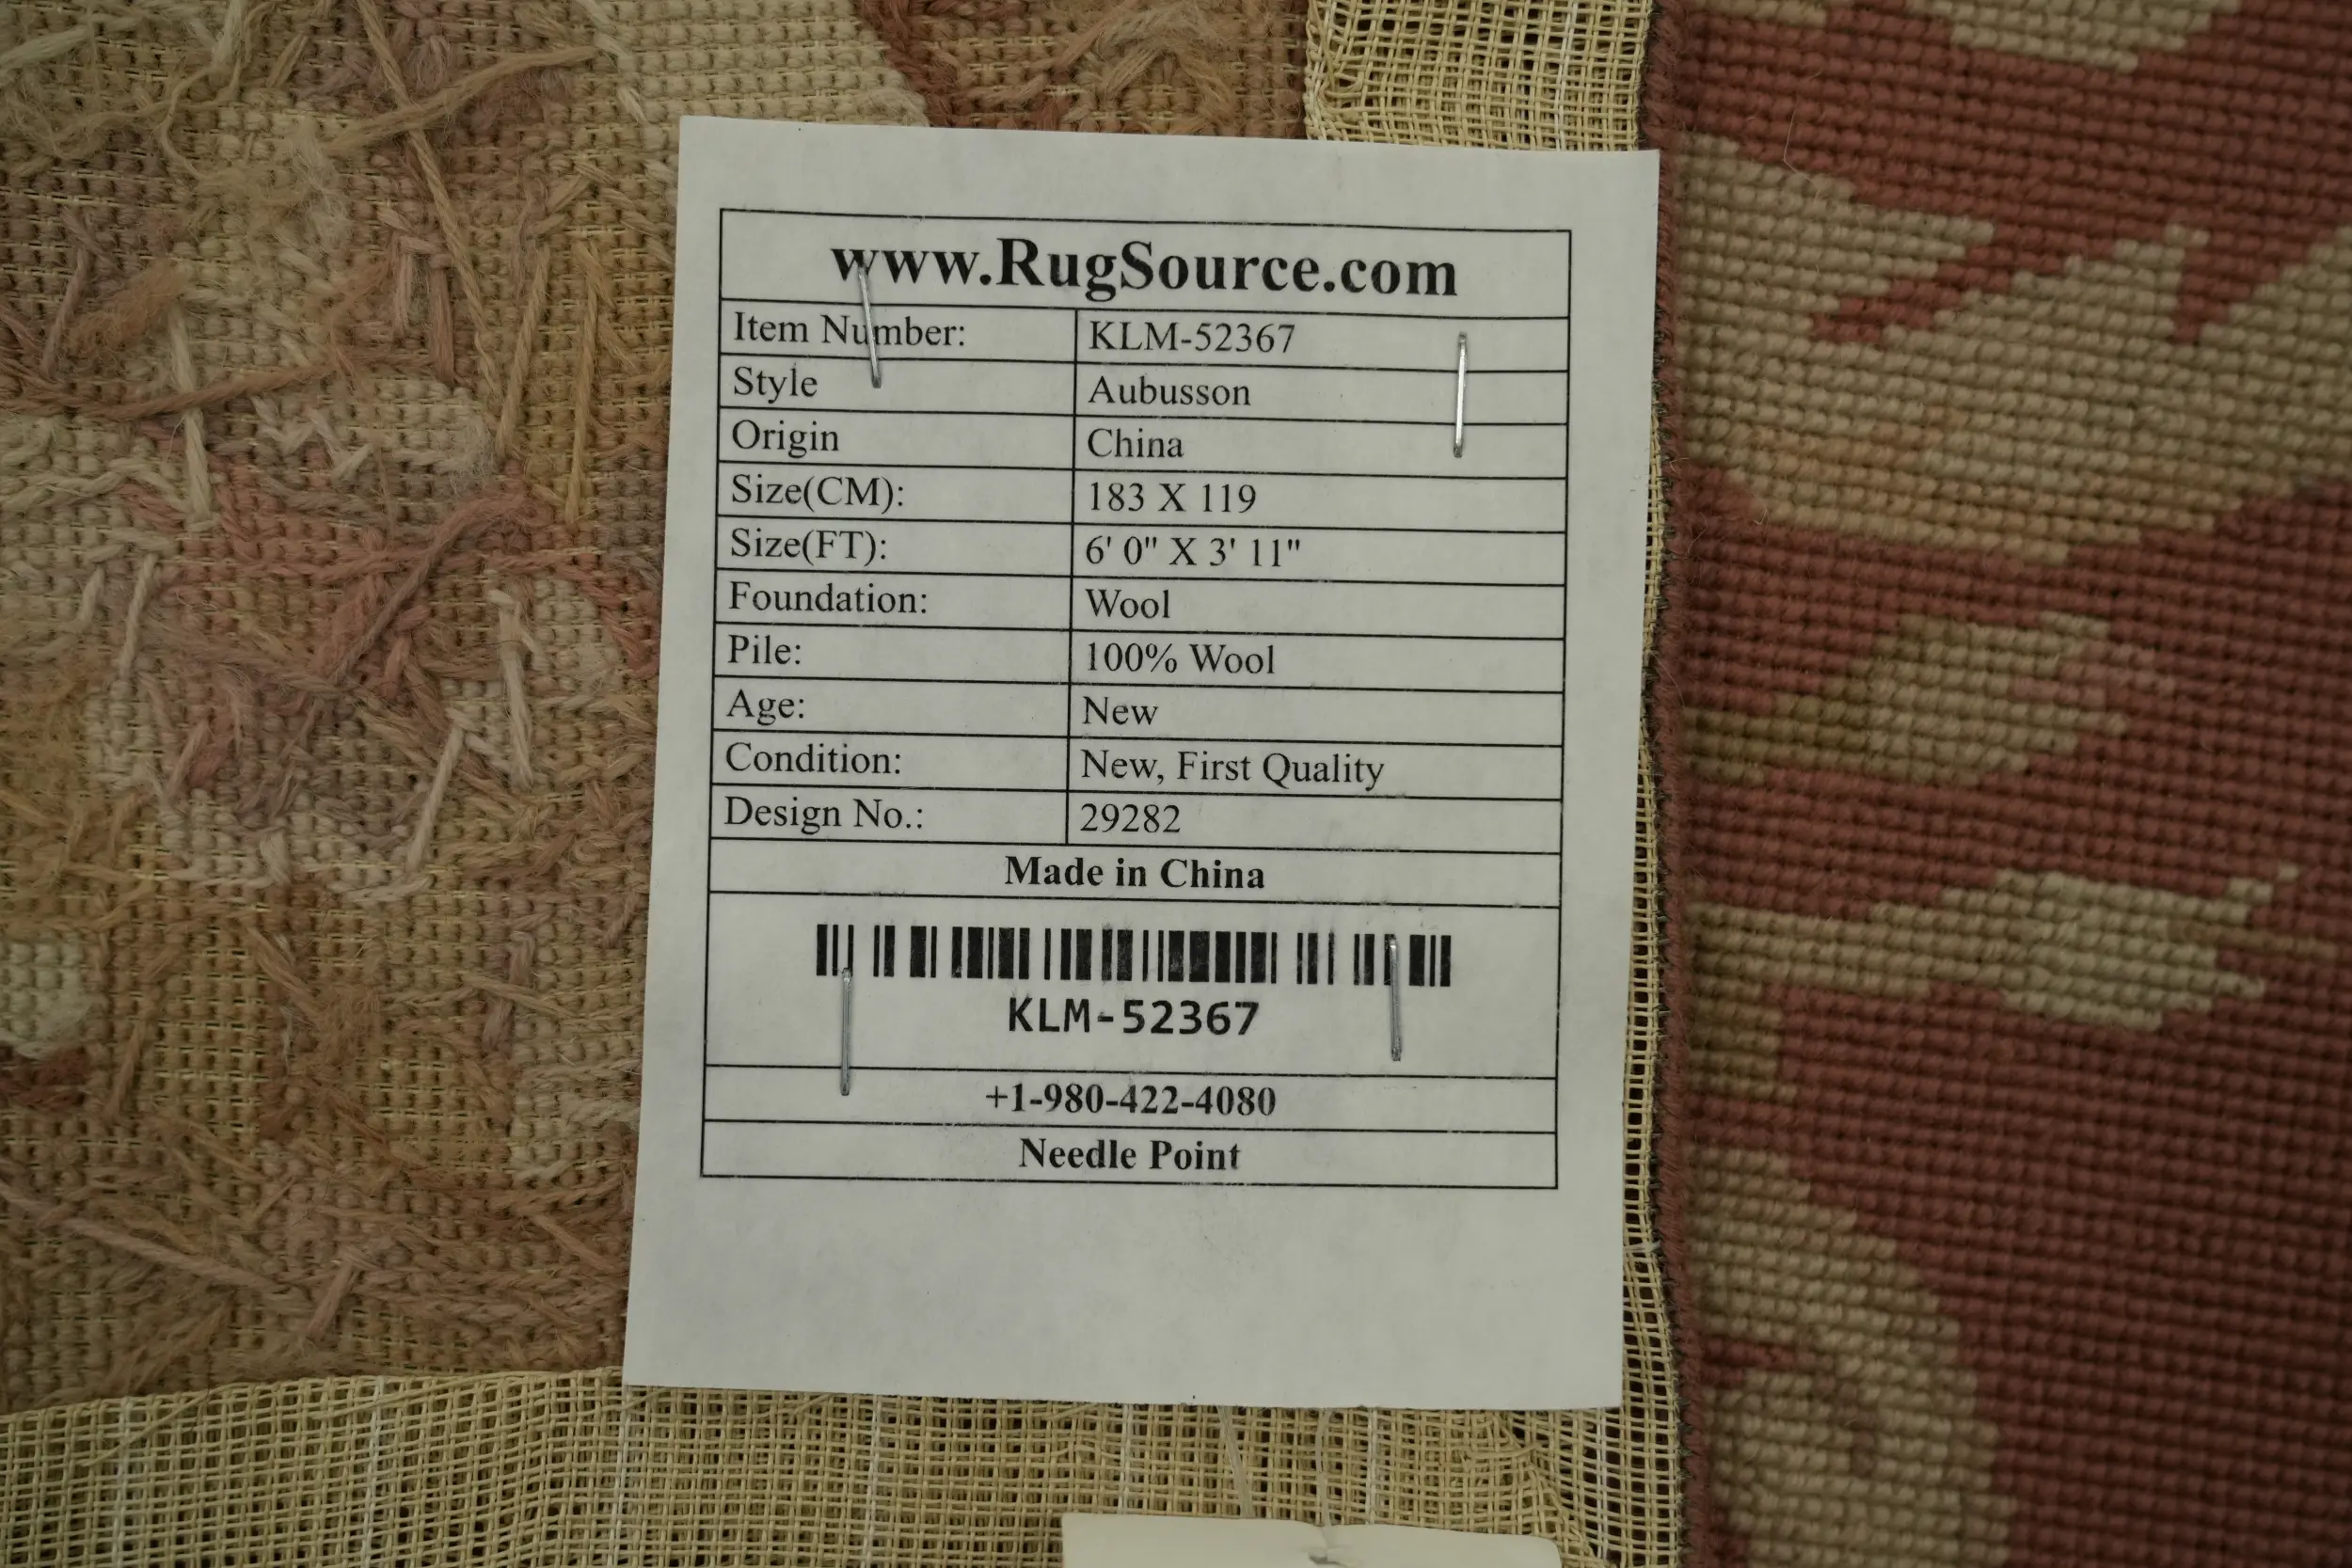 www.RugSource.com
Item Number: KLM-52367
Style Aubusson
Origin China
Size(CM): 183 X 119
Size(FT): 6' 0" X 3' 11"
Foundation: Wool
Pile: 100% Wool
Age: New
Condition: New, First Quality
Design No.: 29282
Made in China
KLM-52367
+1-980-422-4080
Needle Point